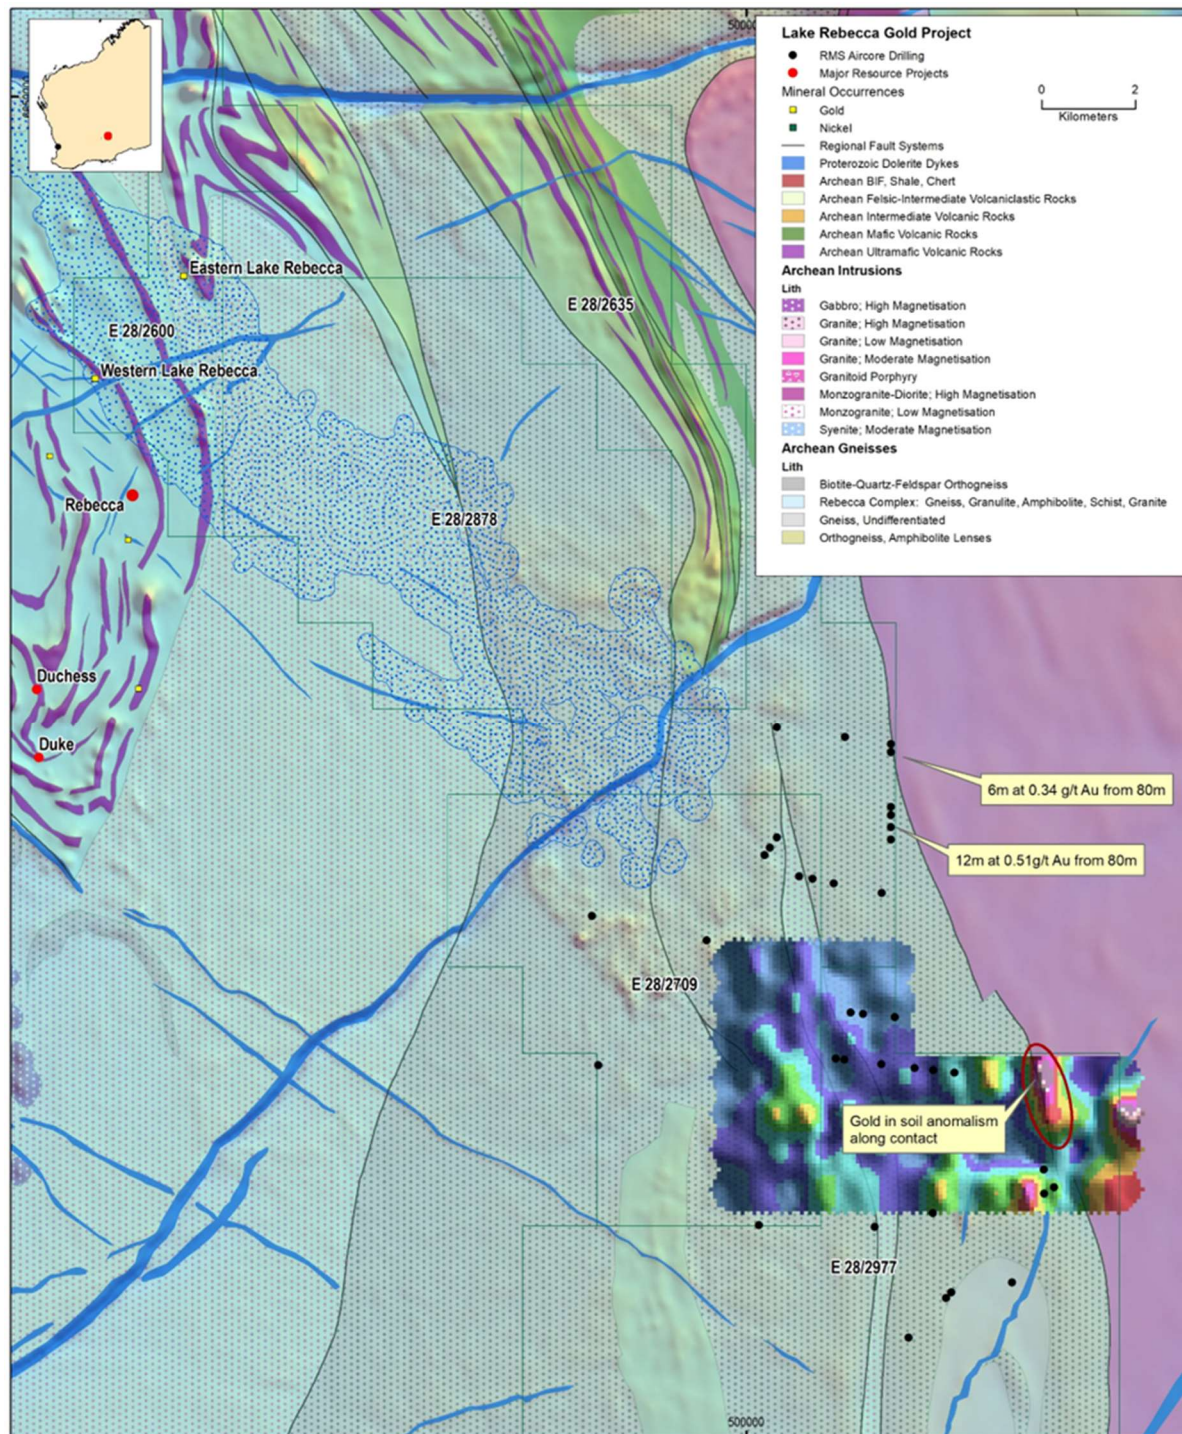 50000
Lake Rebecca Gold Project
RMS Aircore Drilling
Major Resource Projects
Mineral Occurrences
Gold
Nickel
0 2
Kilometers
Regional Fault Systems
Proterozoic Dolerite Dykes
Archean BIF, Shale, Chert
Archean Felsic-Intermediate Volcaniclastic Rocks
Archean Intermediate Volcanic Rocks
Archean Mafic Volcanic Rocks
Archean Ultramafic Volcanic Rocks
Archean Intrusions
Lith
Gabbro; High Magnetisation
Granite; High Magnetisation
Granite; Low Magnetisation
Granite; Moderate Magnetisation
Granitoid Porphyry
Monzogranite-Diorite; High Magnetisation
Monzogranite; Low Magnetisation
Syenite; Moderate Magnetisation
Archean Gneisses
Lith
Biotite-Quartz-Feldspar Orthogneiss
Rebecca Complex: Gneiss, Granulite, Amphibolite, Schist, Granite
Gneiss, Undifferentiated
Orthogneiss, Amphibolite Lenses
Eastern Lake Rebecca
E 28/2635
E 28/2600
Western Lake Rebecca
Rebecca
E 28/2878
Duchess
Duke
6m at 0.34 g/t Au from 80m
12m at 0.51g/t Au from 80m
E 28/2709
Gold in soil anomalism
along contact
E 28/2977
500000